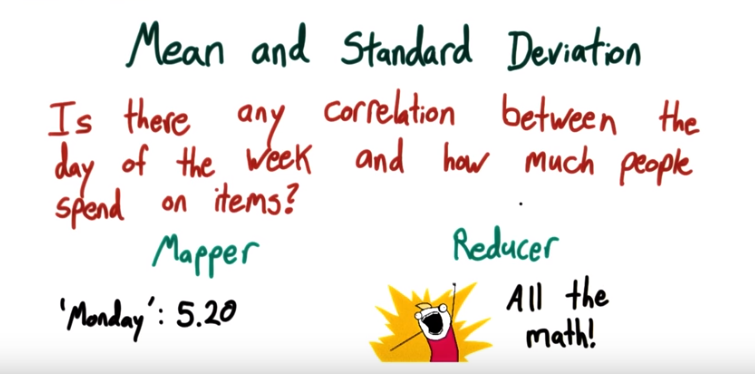 Mean and Standard Deviation
Is there any correlation between the
day of the week and how much people
spend on items?
Mapper
'Monday': 5.20
Reducer
All the
math!